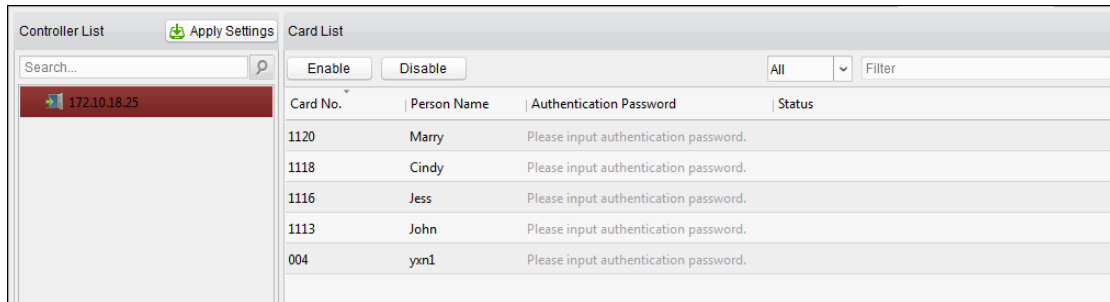 Controller List Apply Settings Card List
Search... Enable Disable All Filter
172.10.18.25 Card No. Person Name Authentication Password Status
1120 Marry Please input authentication password.
1118 Cindy Please input authentication password.
1116 Jess Please input authentication password.
1113 John Please input authentication password.
004 yxn1 Please input authentication password.